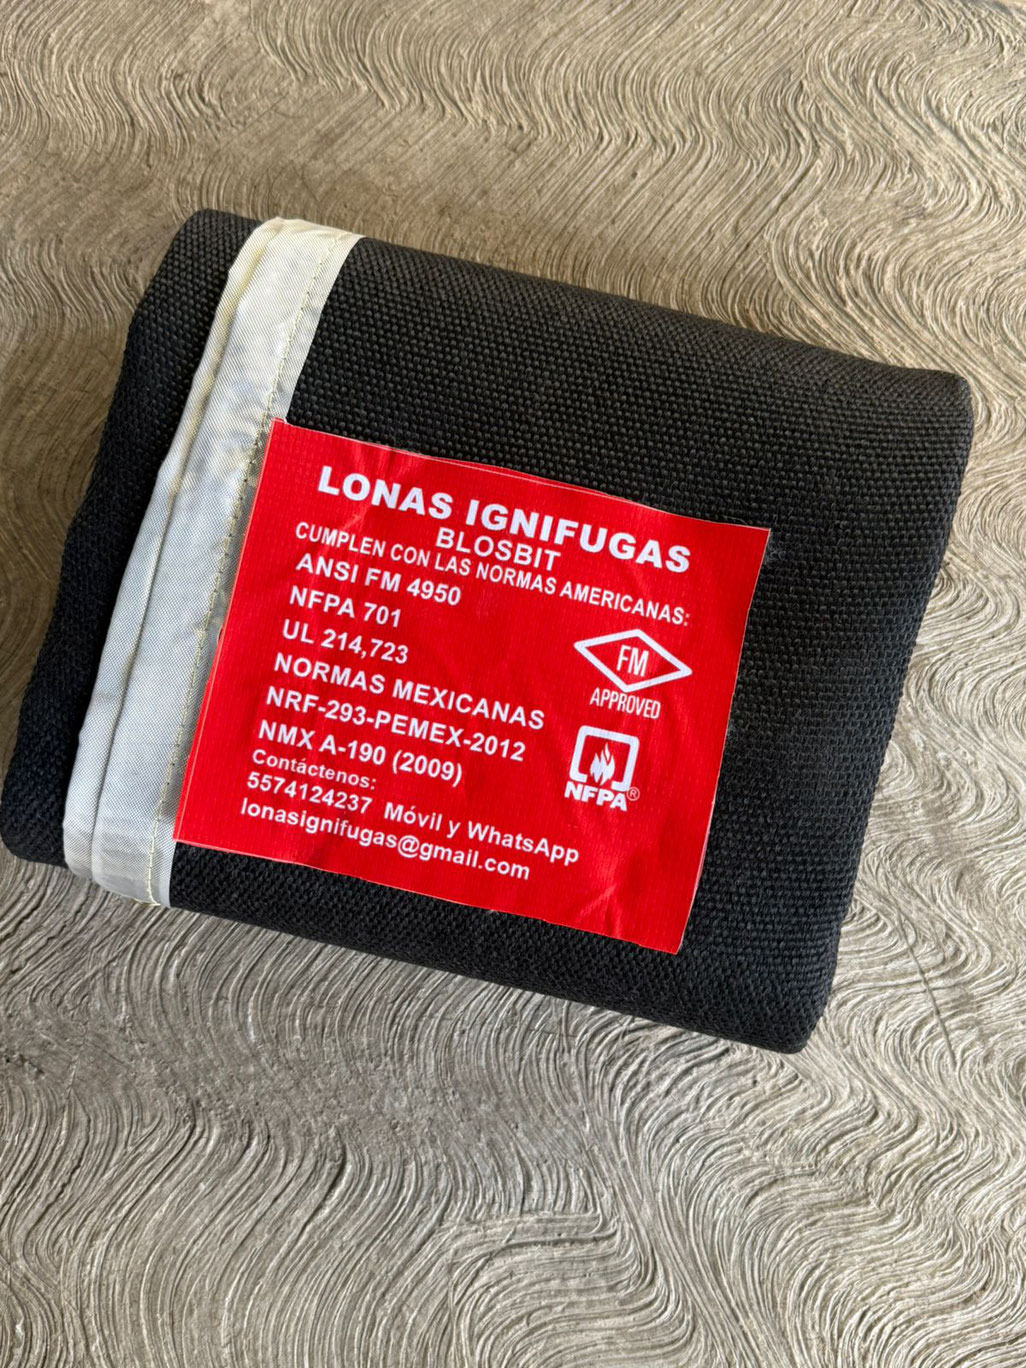 LONAS IGNIFUGAS
BLOSBIT
CUMPLEN CON LAS NORMAS AMERICANAS:
ANSI FM 4950
NFPA 701
UL 214,723
NORMAS MEXICANAS
NRF-293-PEMEX-2012
NMX A-190 (2009)
Contáctenos:
5574124237 Móvil y WhatsApp
lonasignifugas@gmail.com
FM
APPROVED
NFPA®